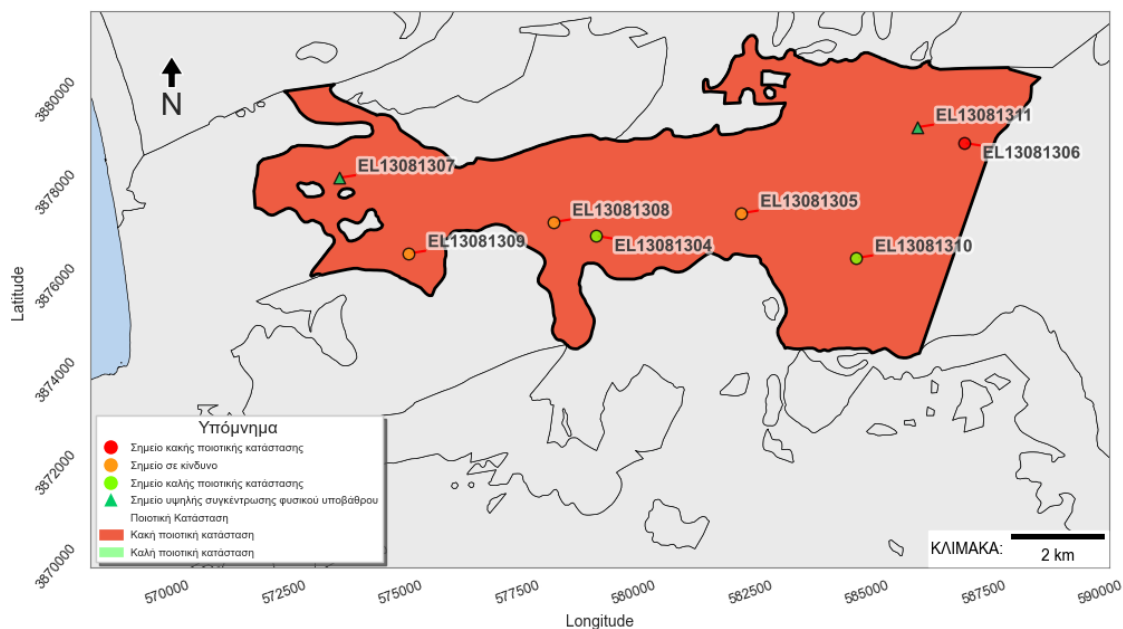 N
EL13081311
EL13081306
EL13081307
EL13081308
EL13081305
EL13081309
EL13081304
EL13081310
Latitude
3880000
3878000
3876000
3874000
3872000
3870000
Υπόμνημα
Σημείο κακής ποιοτικής κατάστασης
Σημείο σε κίνδυνο
Σημείο καλής ποιοτικής κατάστασης
Σημείο υψηλής συγκέντρωσης φυσικού υποβάθρου
Ποιοτική Κατάσταση
Κακή ποιοτική κατάσταση
Καλή ποιοτική κατάσταση
ΚΛΙΜΑΚΑ:
2 km
570000
572500
575000
577500
580000
582500
585000
587500
590000
Longitude